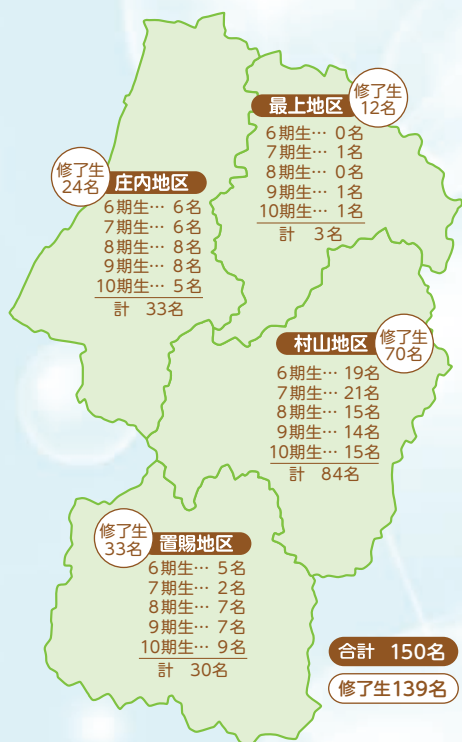 最上地区
修了生
12名
6期生… 0名
7期生… 1名
8期生… 0名
9期生… 1名
10期生… 1名
計 3名
修了生
24名
庄内地区
6期生… 6名
7期生… 6名
8期生… 8名
9期生… 8名
10期生… 5名
計 33名
村山地区
修了生
70名
6期生… 19名
7期生… 21名
8期生… 15名
9期生… 14名
10期生… 15名
計 84名
修了生
33名
置賜地区
6期生… 5名
7期生… 2名
8期生… 7名
9期生… 7名
10期生… 9名
計 30名
合計 150名
修了生139名